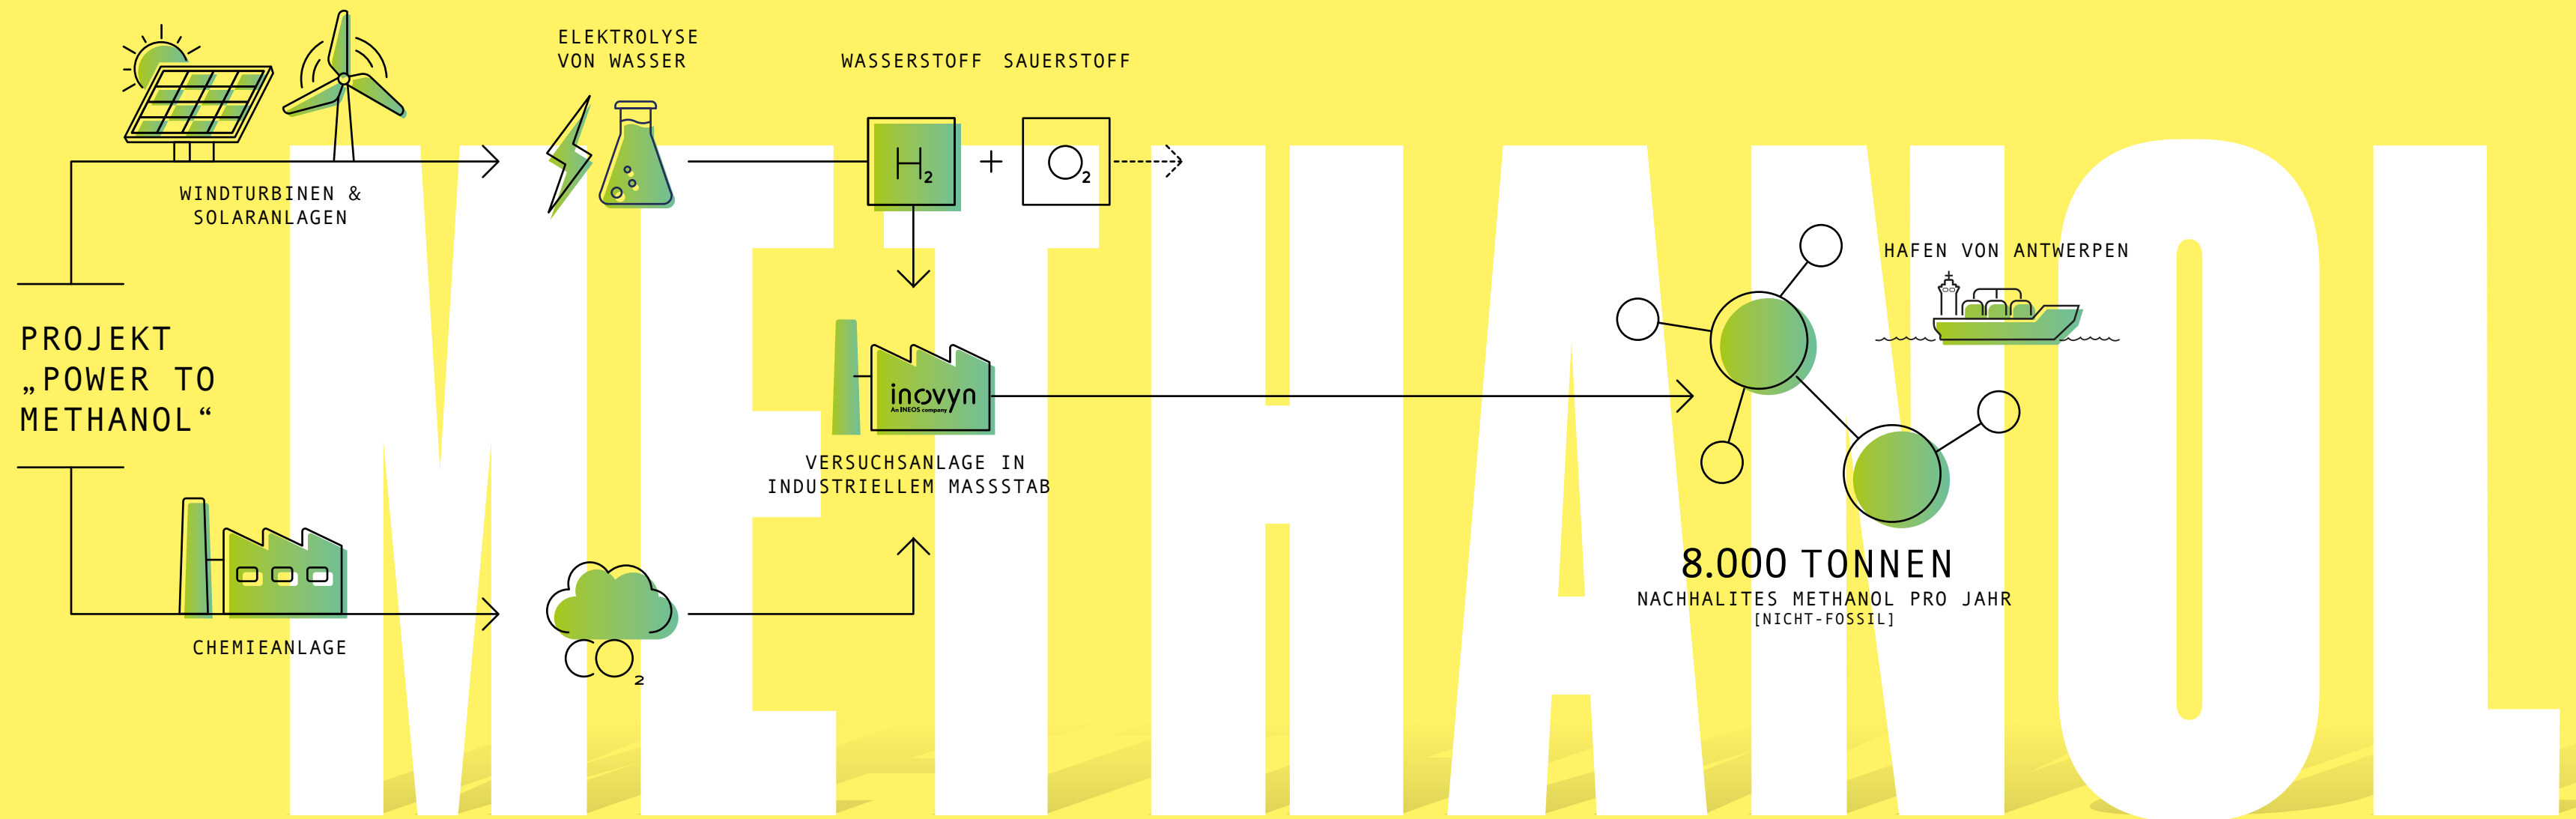 ELEKTROLYSE
VON WASSER
WASSERSTOFF SAUERSTOFF
H₂ + O₂
WINDTURBINEN &
SOLARANLAGEN
HAFEN VON ANTWERPEN
PROJEKT
„POWER TO
METHANOL“
inovyn
An INEOS company
VERSUCHSANLAGE IN
INDUSTRIELLEM MASSSTAB
8.000 TONNEN
NACHHALITES METHANOL PRO JAHR
[NICHT-FOSSIL]
CHEMIEANLAGE
CO₂
METHANOL